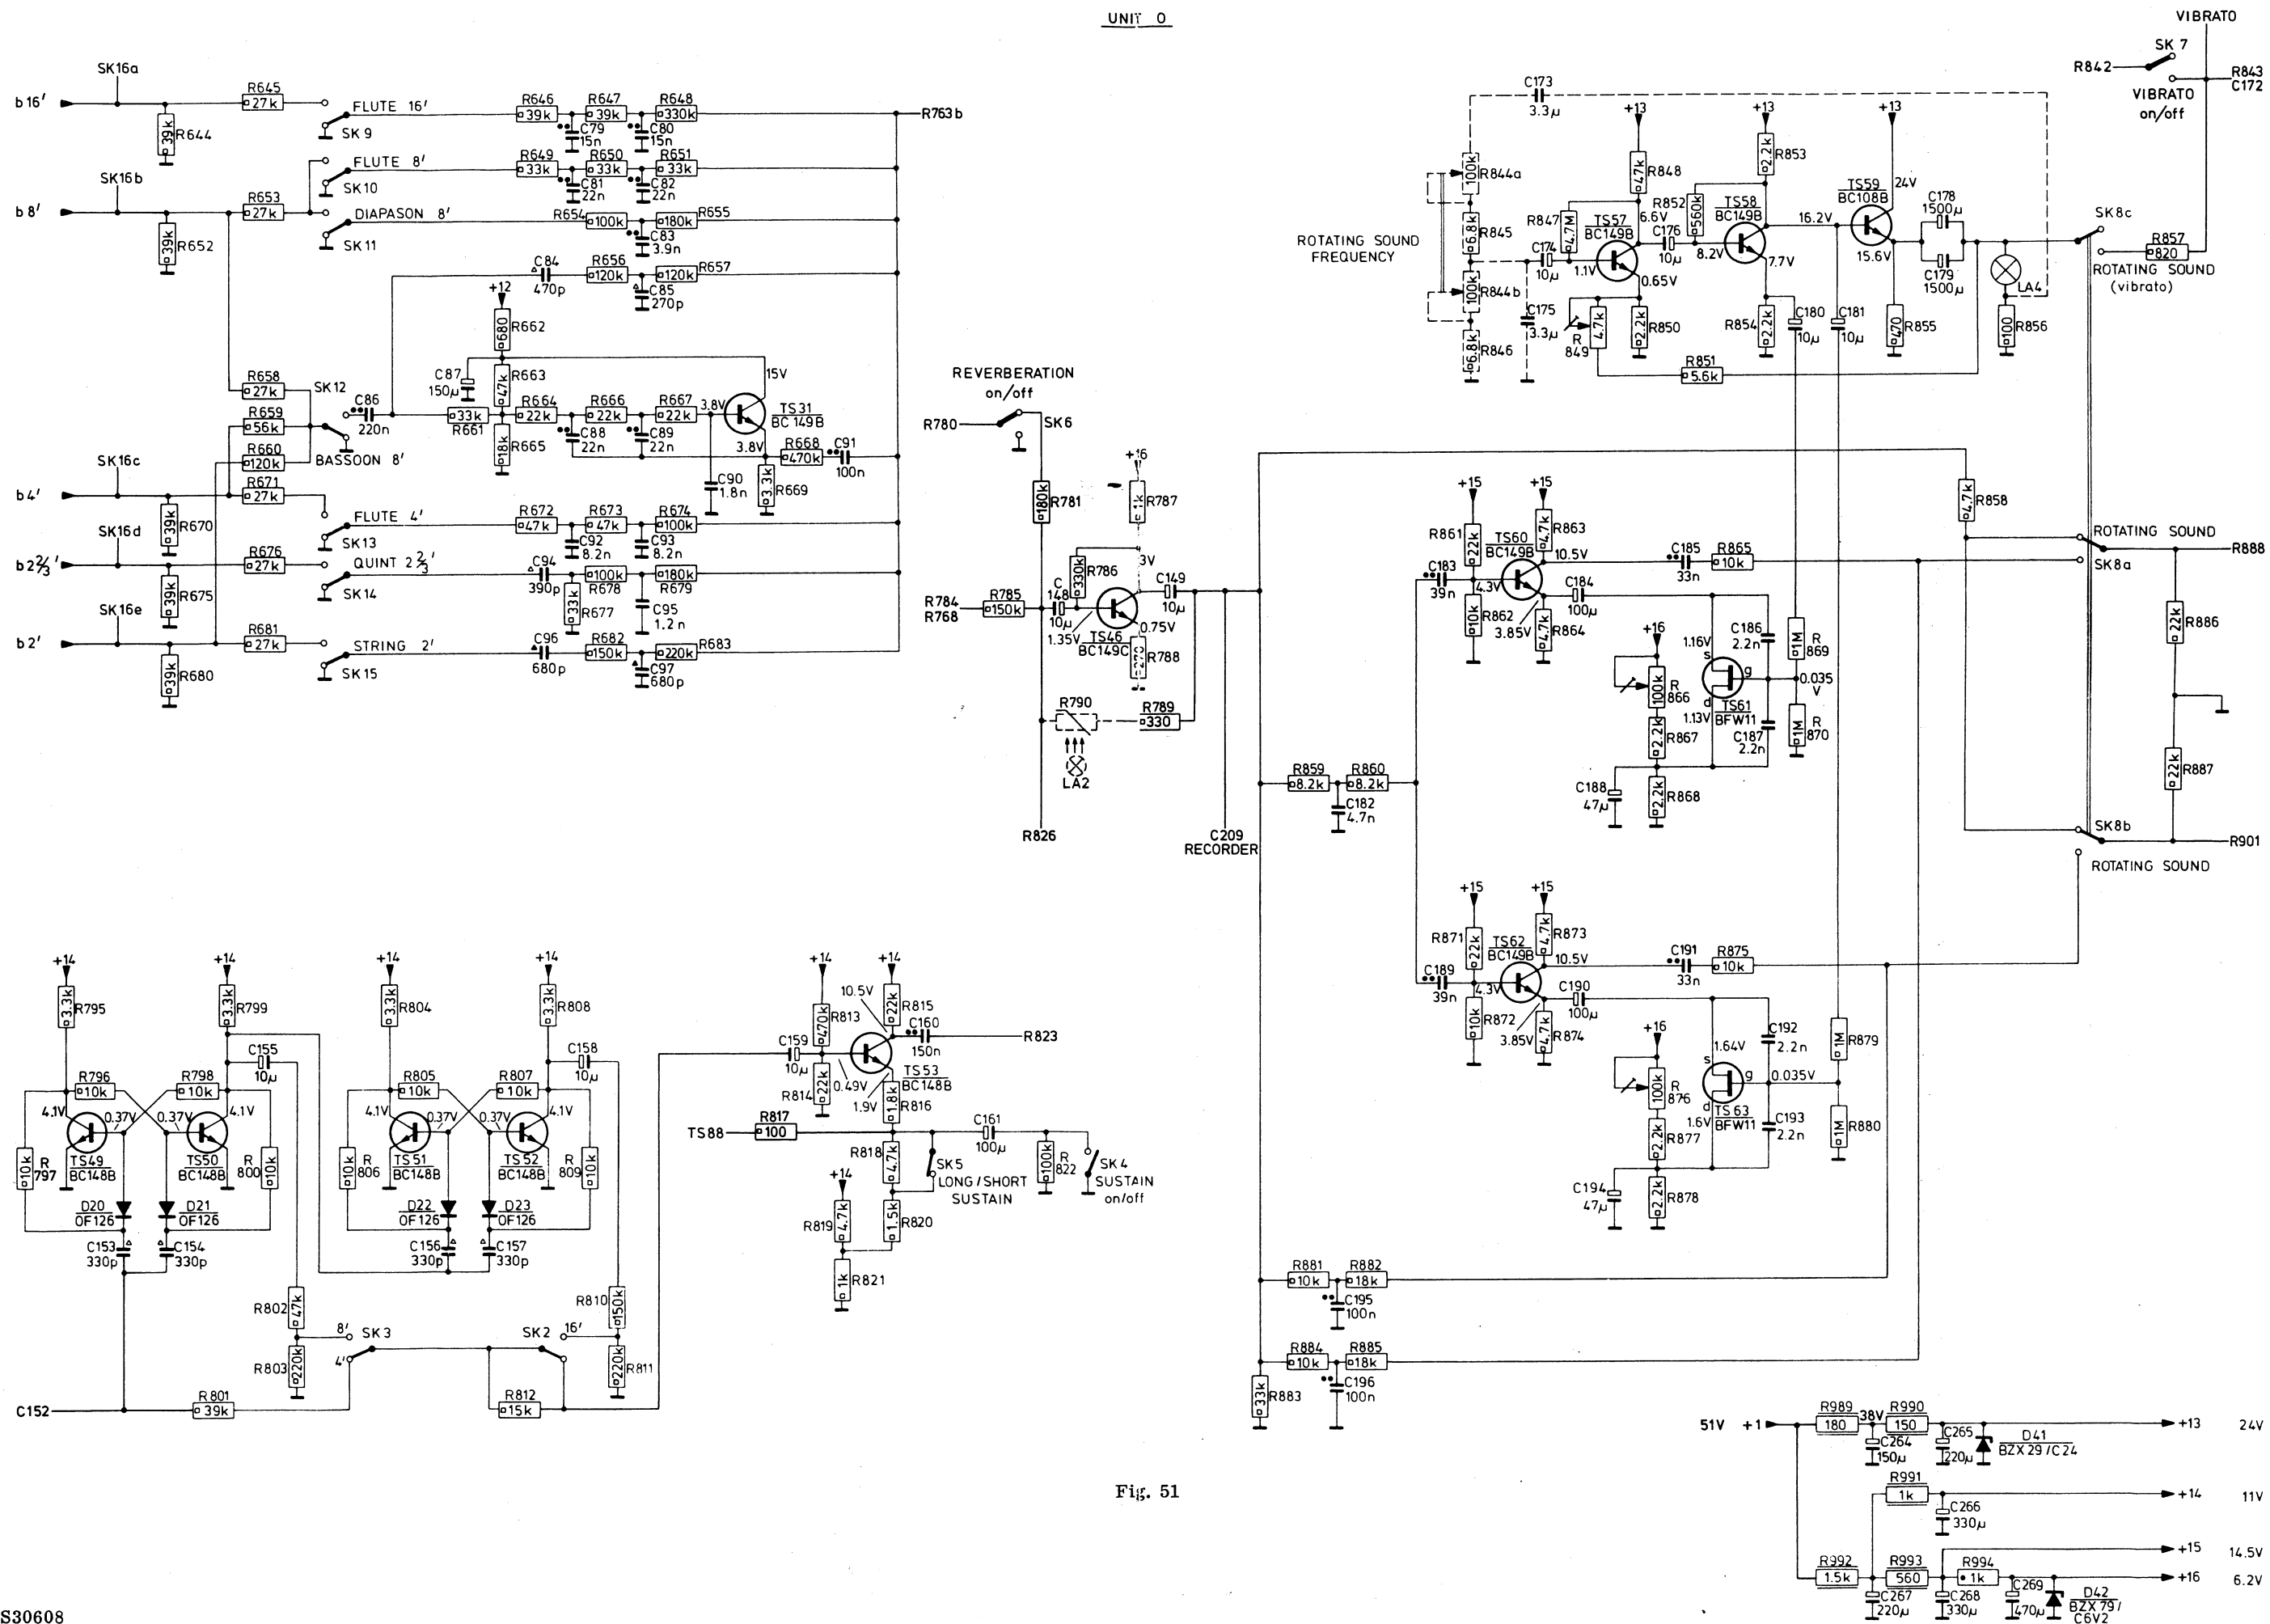 UNIT O
SK16a
b 16'
R645
27k
39k
R644
FLUTE 16'
SK 9
R646
39k
R647
39k
R648
330k
C79
15n
C80
15n
R763b
R649
33k
R650
33k
R651
33k
FLUTE 8'
SK10
C81
22n
C82
22n
SK16b
b 8'
R653
27k
39k
R652
DIAPASON 8'
SK11
R654
100k
180k
R655
C83
3.9n
C84
470p
R656
120k
120k
R657
C85
270p
+12
680
R662
C87
150µ
47k
R663
15V
R658
27k
SK12
R659
56k
C86
220n
33k
R661
R664
22k
R666
22k
R667
22k
3.8V
TS31
BC 149B
18k
R665
C88
22n
C89
22n
3.8V
R668
470k
C91
100n
R660
120k
BASSOON 8'
C90
1.8n
3.3k
R669
SK16c
b 4'
R671
27k
39k
R670
FLUTE 4'
SK13
R672
47k
R673
47k
R674
100k
C92
8.2n
C93
8.2n
SK16d
b 2 2/3'
R676
27k
39k
R675
QUINT 2 2/3'
SK14
C94
390p
100k
R678
180k
R679
33k
R677
C95
1.2n
SK16e
b 2'
R681
27k
39k
R680
STRING 2'
SK15
C96
680p
R682
150k
220k
R683
C97
680p
REVERBERATION
on/off
R780
SK6
180k
R781
+16
1k
R787
330k
R786
3V
R784
R768
R785
150k
C
148
10µ
1.35V
TS46
BC149C
0.75V
C149
10µ
270
R788
R790
R789
330
LA2
R826
C209
RECORDER
ROTATING SOUND
FREQUENCY
C173
3.3µ
100k
R844a
6.8k
R845
100k
R844b
6.8k
R846
C174
10µ
C175
3.3µ
R847
4.7M
+13
47k
R848
TS57
BC149B
6.6V
1.1V
0.65V
R
849
4.7k
2.2k
R850
R851
5.6k
C176
10µ
R852
560k
+13
2.2k
R853
TS58
BC149B
8.2V
7.7V
16.2V
R854
2.2k
C180
10µ
C181
10µ
+13
TS59
BC108B
24V
15.6V
470
R855
C178
1500µ
C179
1500µ
LA4
100
R856
VIBRATO
SK 7
R842
R843
C172
VIBRATO
on/off
SK8c
R857
820
ROTATING SOUND
(vibrato)
4.7k
R858
ROTATING SOUND
SK8a
R888
22k
R886
22k
R887
SK8b
R901
ROTATING SOUND
+15
+15
R861
22k
4.7k
R863
TS60
BC149B
10.5V
C183
39n
4.3V
10k
R862
3.85V
4.7k
R864
C184
100µ
C185
33n
R865
10k
+16
100k
R
866
2.2k
R867
2.2k
R868
C188
47µ
1.16V
s
g
d
TS61
BFW11
1.13V
C186
2.2n
C187
2.2n
1M
R
869
0.035
V
1M
R
870
R859
8.2k
R860
8.2k
C182
4.7n
+15
+15
R871
22k
4.7k
R873
TS62
BC149B
10.5V
C189
39n
4.3V
10k
R872
3.85V
4.7k
R874
C190
100µ
C191
33n
R875
10k
+16
100k
R
876
2.2k
R877
2.2k
R878
C194
47µ
1.64V
s
g
d
1.6V
TS 63
BFW11
0.035V
C192
2.2n
C193
2.2n
1M
R879
1M
R880
R881
10k
R882
18k
C195
100n
R884
10k
R885
18k
C196
100n
33k
R883
+14
3.3k
R795
+14
3.3k
R799
C155
10µ
R796
10k
R798
10k
4.1V
0.37V
0.37V
4.1V
TS49
BC148B
TS50
BC148B
10k
R
797
R
800
10k
D20
OF126
D21
OF126
C153
330p
C154
330p
+14
3.3k
R804
+14
3.3k
R808
C158
10µ
R805
10k
R807
10k
4.1V
0.37V
0.37V
4.1V
TS 51
BC148B
TS 52
BC148B
10k
R
806
R
809
10k
D22
OF126
D23
OF126
C156
330p
C157
330p
R802
47k
R803
220k
8'
4'
SK3
SK2
16'
R810
150k
220k
R811
C152
R801
39k
R812
15k
+14
470k
R813
+14
22k
R815
10.5V
C159
10µ
R814
22k
0.49V
1.9V
TS 53
BC148B
C160
150n
R823
1.8k
R816
TS88
R817
100
C161
100µ
R818
4.7k
SK5
LONG/SHORT
SUSTAIN
100k
R
822
SK4
SUSTAIN
on/off
+14
R819
4.7k
1.5k
R820
1k
R821
51V
+1
R989
180
38V
R990
150
C264
150µ
C265
220µ
D41
BZX29/C24
+13
24V
R991
1k
C266
330µ
+14
11V
+15
14.5V
R992
1.5k
R993
560
R994
1k
C267
220µ
C268
330µ
C269
470µ
D42
BZX79/
C6V2
+16
6.2V
Fig. 51
S30608